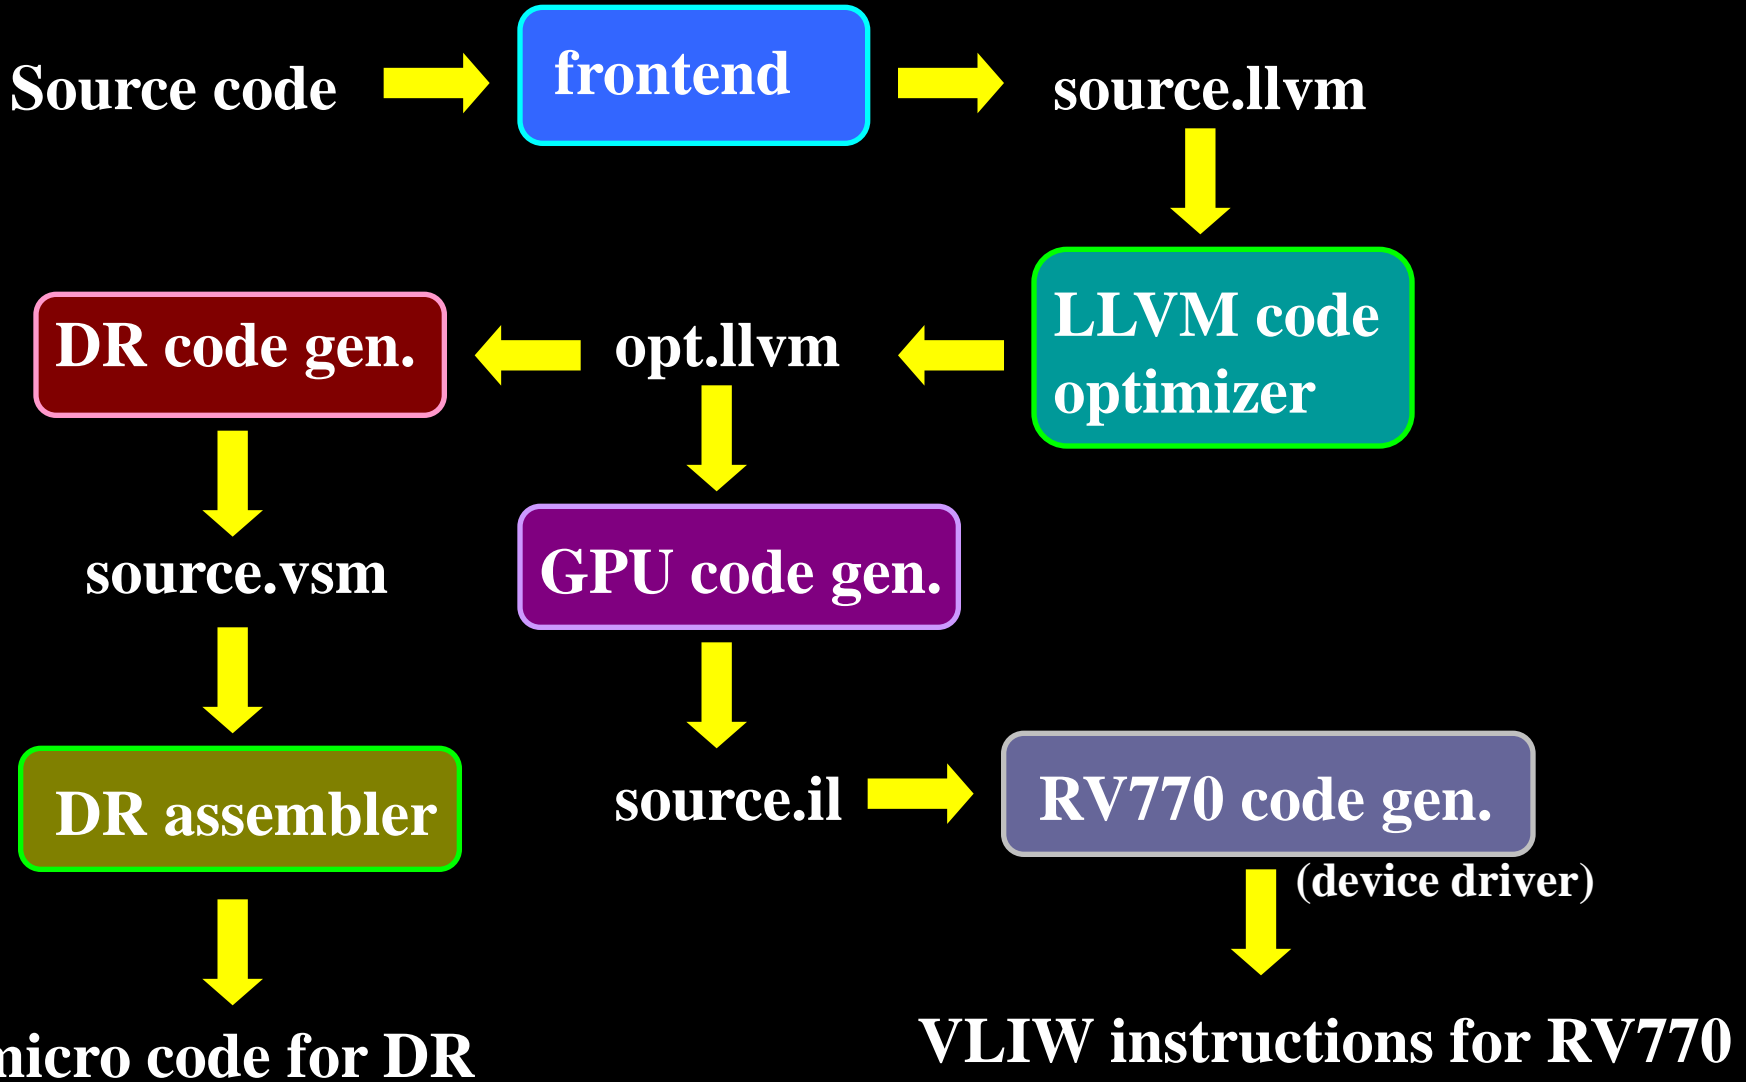 Source code
frontend
source.llvm
LLVM code
optimizer
opt.llvm
DR code gen.
source.vsm
GPU code gen.
DR assembler
source.il
RV770 code gen.
(device driver)
code for DR
VLIW instructions for RV770